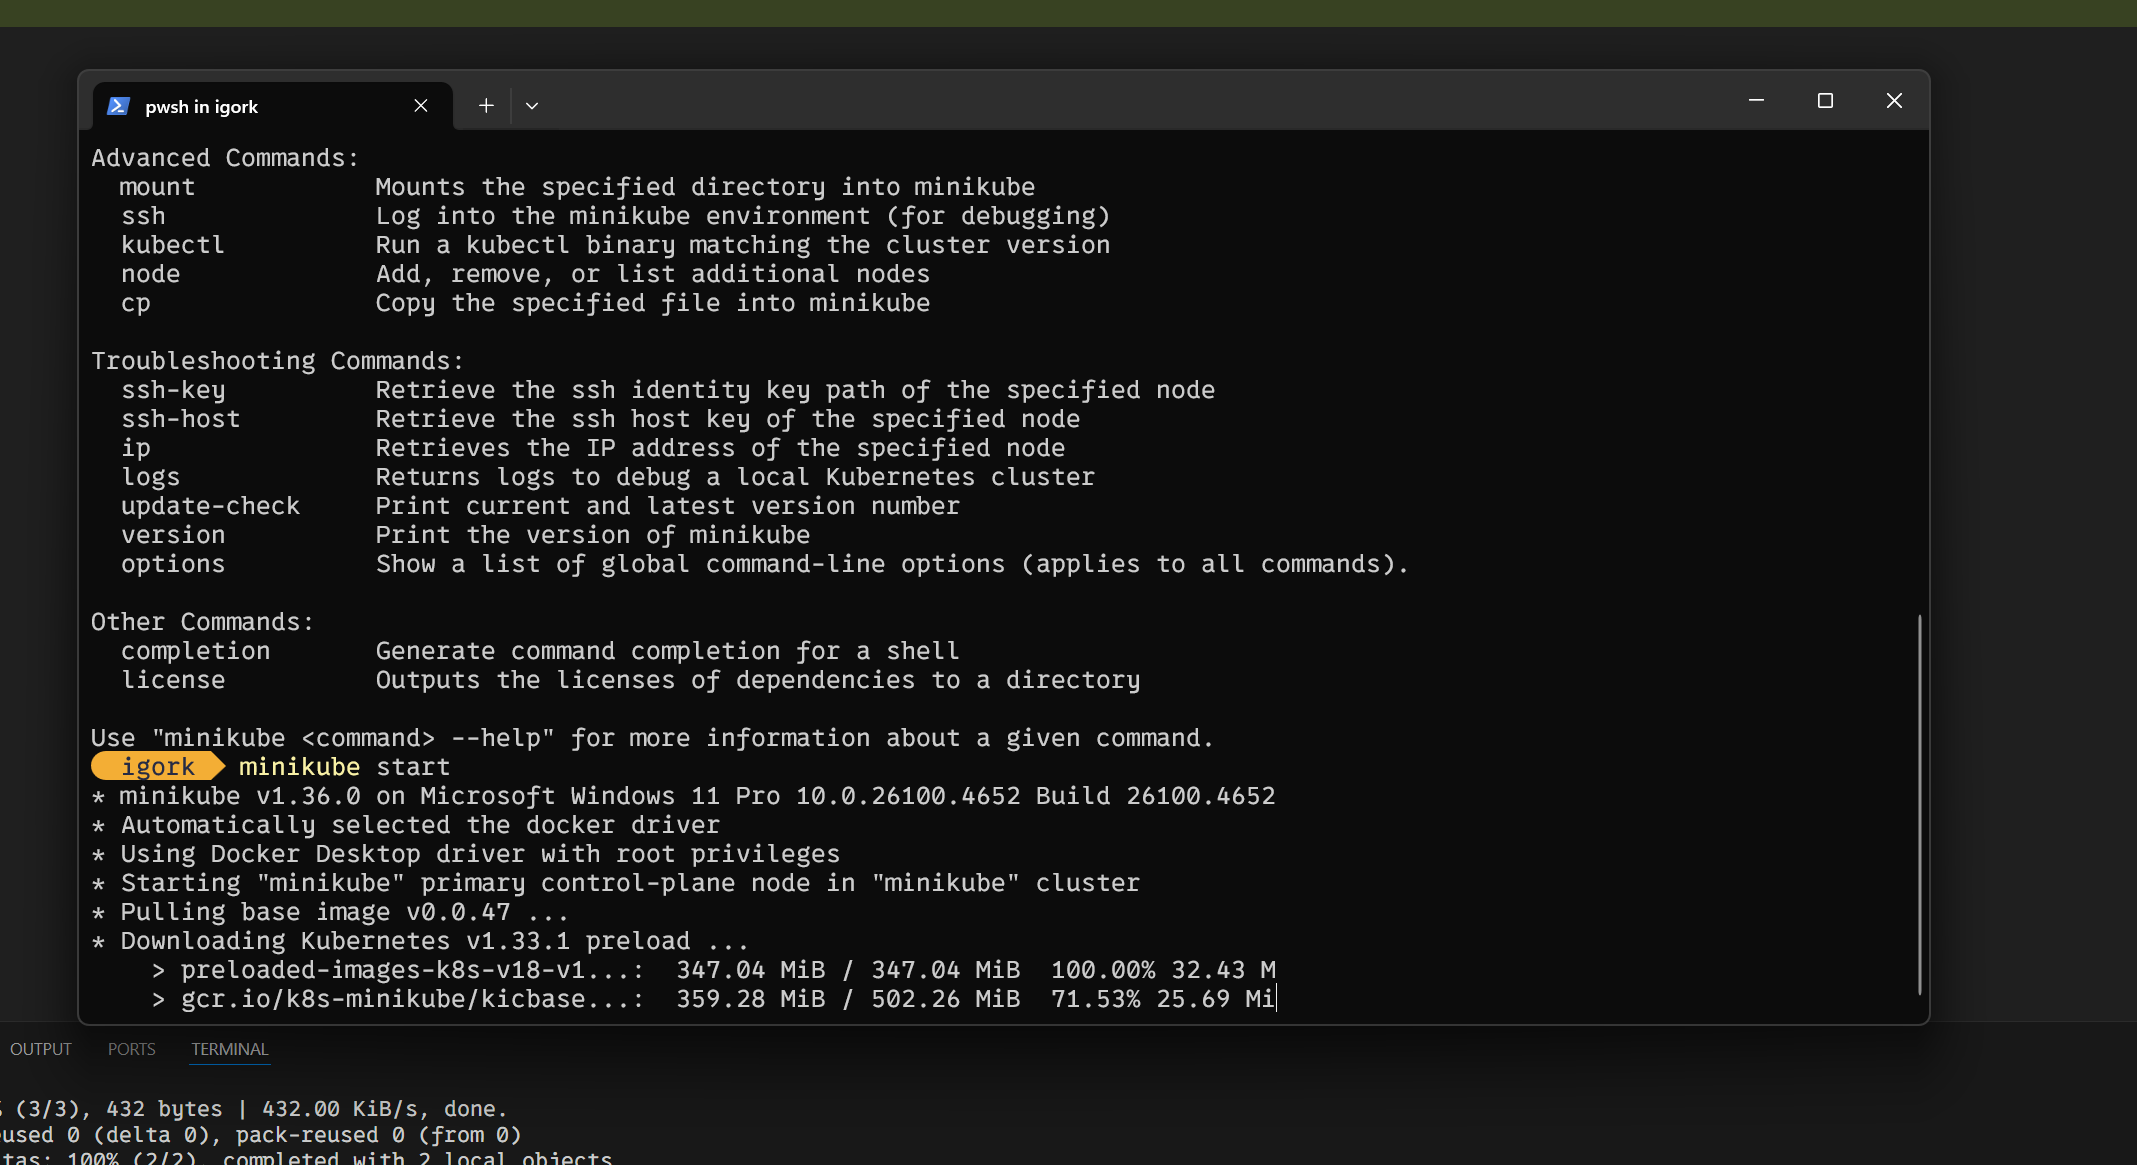 pwsh in igork
Advanced Commands:
  mount            Mounts the specified directory into minikube
  ssh              Log into the minikube environment (for debugging)
  kubectl          Run a kubectl binary matching the cluster version
  node             Add, remove, or list additional nodes
  cp               Copy the specified file into minikube

Troubleshooting Commands:
  ssh-key          Retrieve the ssh identity key path of the specified node
  ssh-host         Retrieve the ssh host key of the specified node
  ip               Retrieves the IP address of the specified node
  logs             Returns logs to debug a local Kubernetes cluster
  update-check     Print current and latest version number
  version          Print the version of minikube
  options          Show a list of global command-line options (applies to all commands).

Other Commands:
  completion       Generate command completion for a shell
  license          Outputs the licenses of dependencies to a directory

Use "minikube <command> --help" for more information about a given command.
igork minikube start
* minikube v1.36.0 on Microsoft Windows 11 Pro 10.0.26100.4652 Build 26100.4652
* Automatically selected the docker driver
* Using Docker Desktop driver with root privileges
* Starting "minikube" primary control-plane node in "minikube" cluster
* Pulling base image v0.0.47 ...
* Downloading Kubernetes v1.33.1 preload ...
    > preloaded-images-k8s-v18-v1...:  347.04 MiB / 347.04 MiB  100.00% 32.43 M
    > gcr.io/k8s-minikube/kicbase...:  359.28 MiB / 502.26 MiB  71.53% 25.69 Mi
OUTPUT PORTS TERMINAL
(3/3), 432 bytes | 432.00 KiB/s, done.
used 0 (delta 0), pack-reused 0 (from 0)
tas: 100% (2/2), completed with 2 local objects.